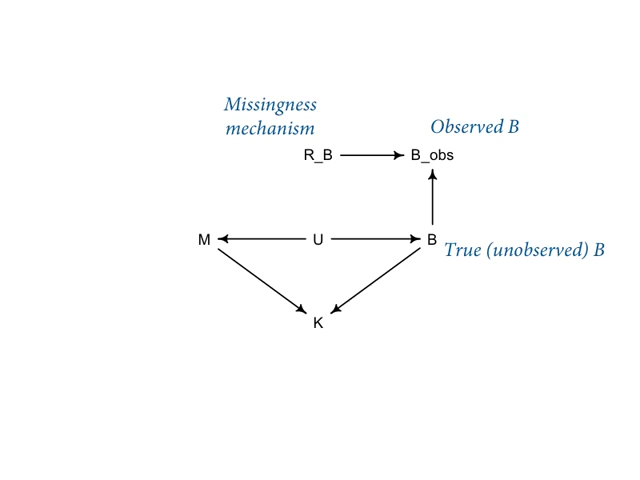 Missingness
mechanism
Observed B
R_B
B_obs
M
U
B
True (unobserved) B
K